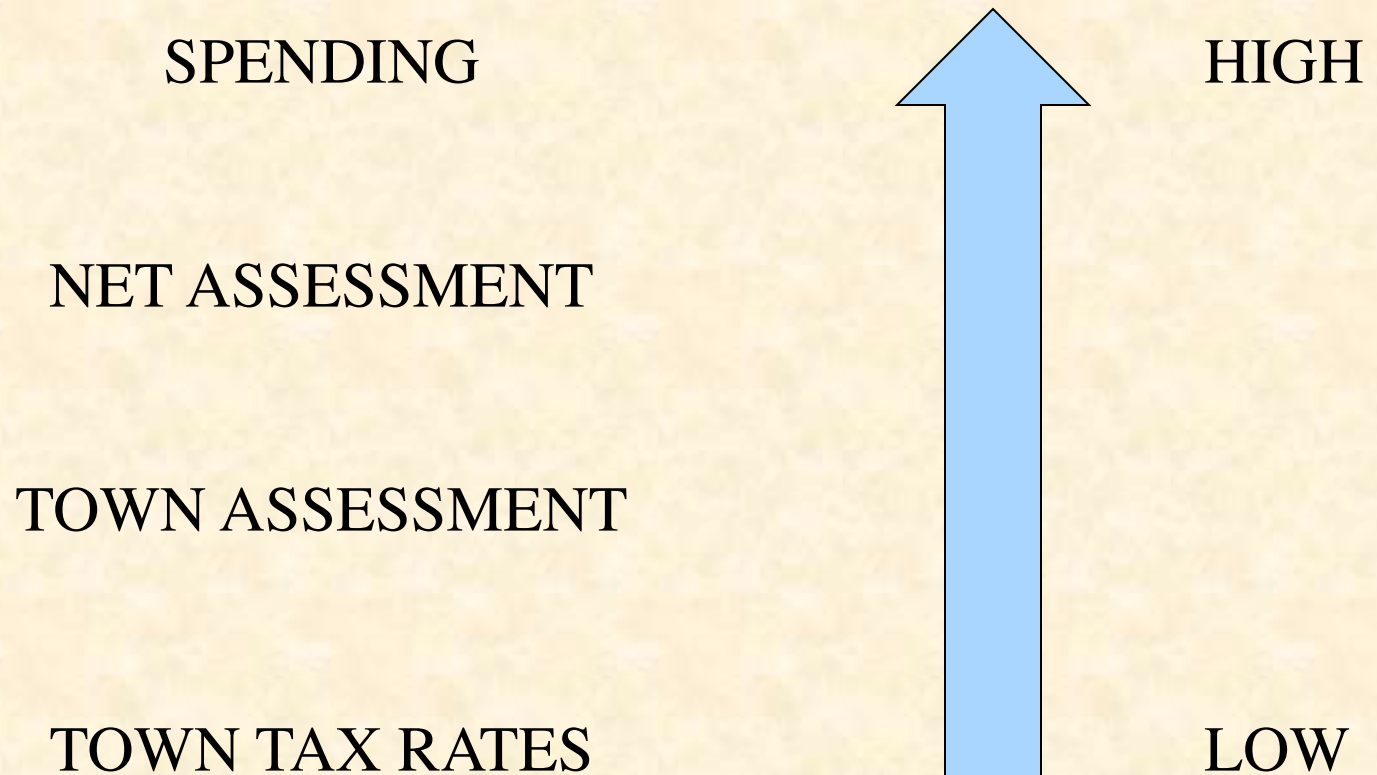 SPENDING HIGH
NET ASSESSMENT
TOWN ASSESSMENT
TOWN TAX RATES LOW